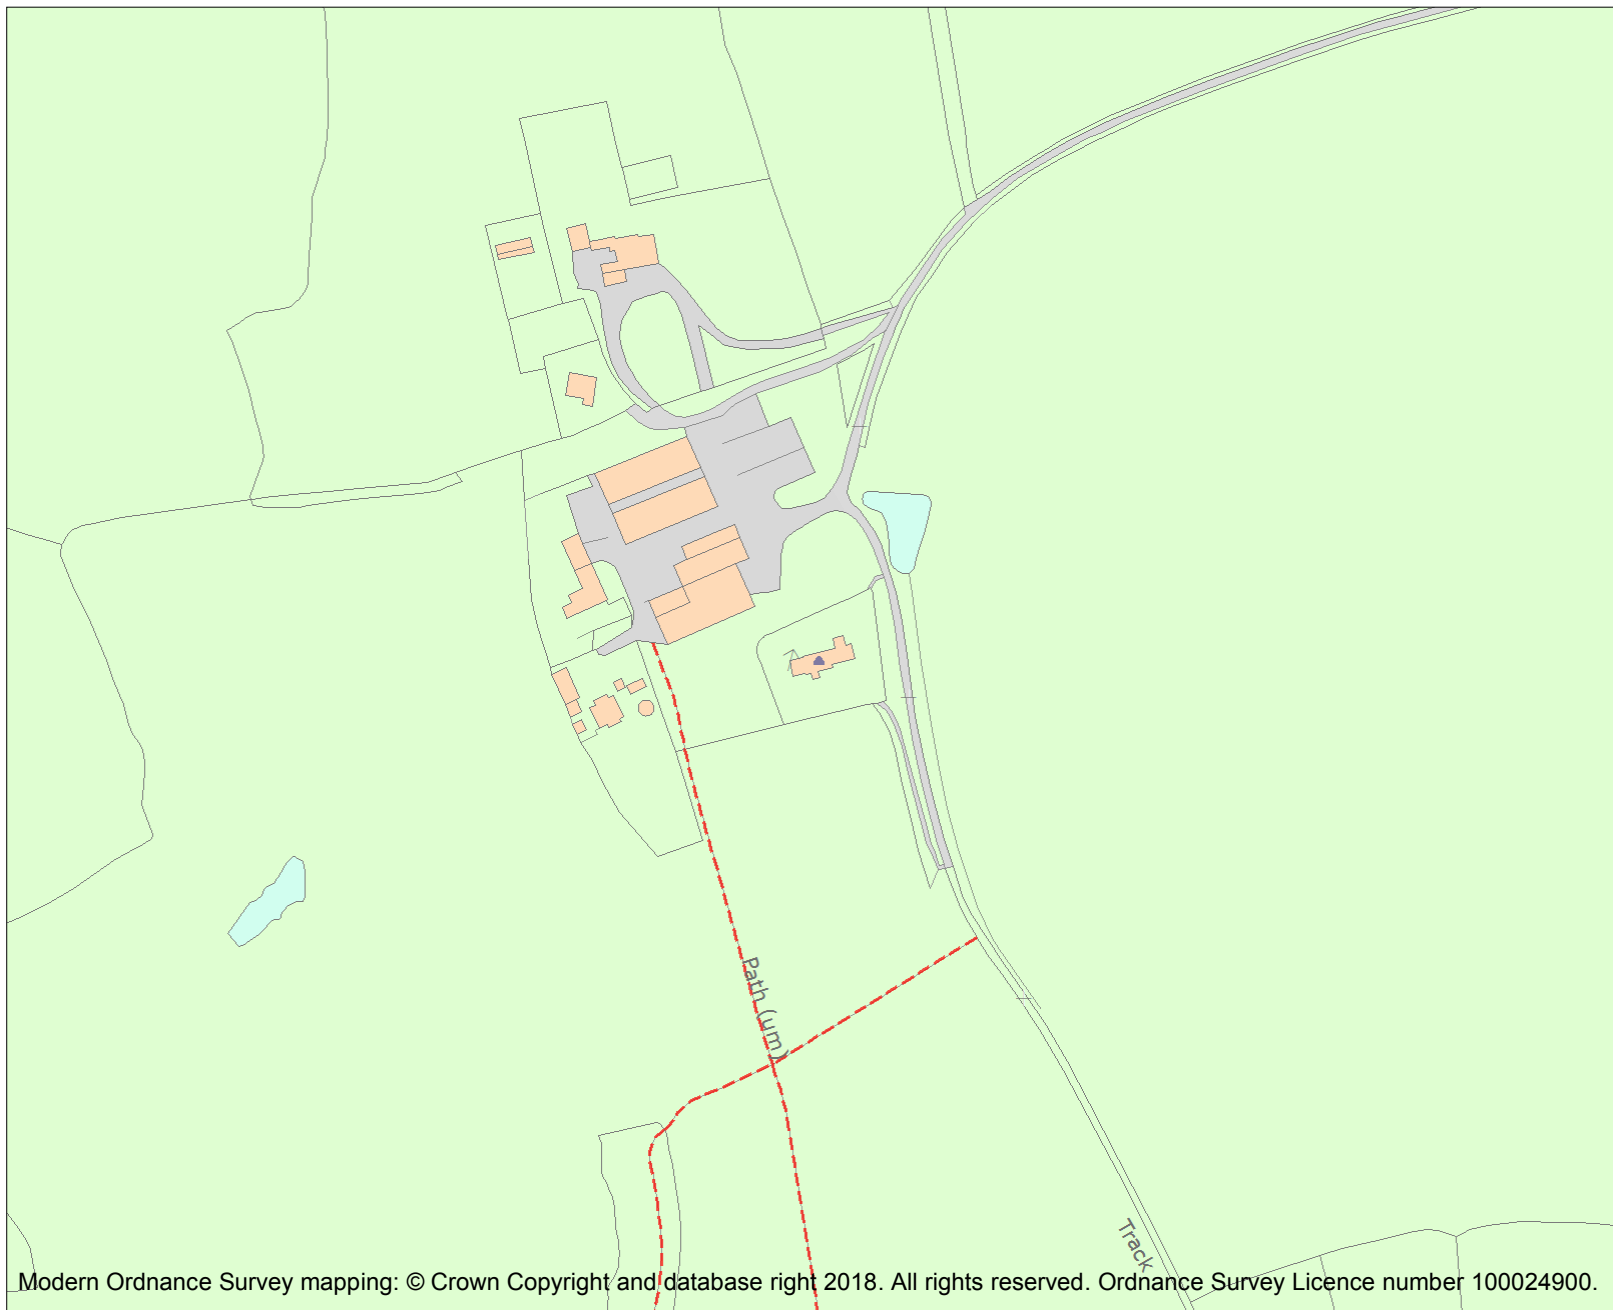 Path (um)
Track
Modern Ordnance Survey mapping: © Crown Copyright and database right 2018. All rights reserved. Ordnance Survey Licence number 100024900.